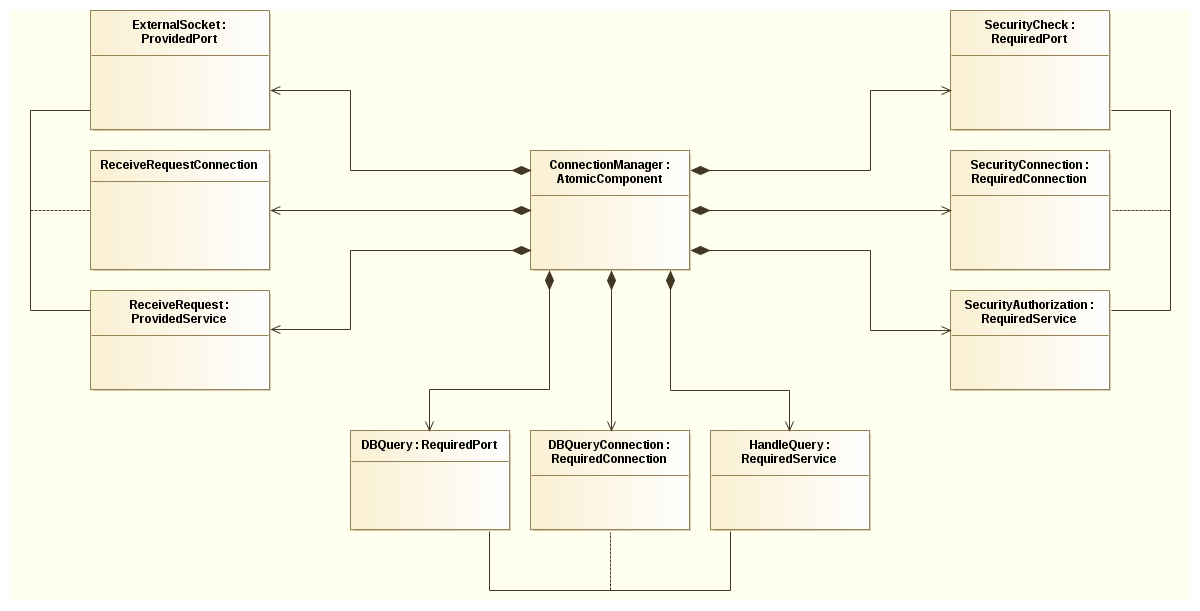 ExternalSocket :
ProvidedPort
SecurityCheck :
RequiredPort
ReceiveRequestConnection
ConnectionManager :
AtomicComponent
SecurityConnection :
RequiredConnection
ReceiveRequest :
ProvidedService
SecurityAuthorization :
RequiredService
DBQuery : RequiredPort
DBQueryConnection :
RequiredConnection
HandleQuery :
RequiredService